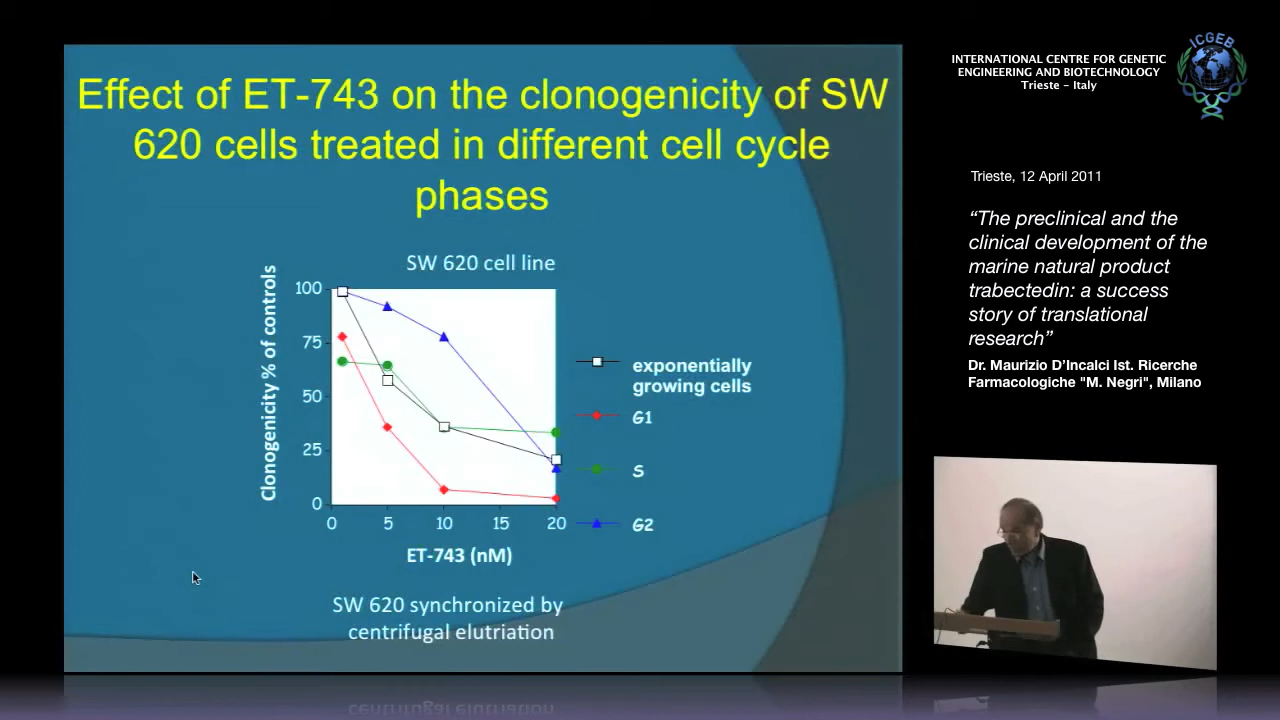 Effect of ET-743 on the clonogenicity of SW
620 cells treated in different cell cycle
phases
SW 620 cell line
Clonogenicity % of controls
100
75
50
25
0
0 5 10 15 20
ET-743 (nM)
exponentially
growing cells
G1
S
G2
SW 620 synchronized by
centrifugal elutriation
INTERNATIONAL CENTRE FOR GENETIC
ENGINEERING AND BIOTECHNOLOGY
Trieste - Italy
ICGEB
Trieste, 12 April 2011
“The preclinical and the
clinical development of the
marine natural product
trabectedin: a success
story of translational
research”
Dr. Maurizio D’Incalci Ist. Ricerche
Farmacologiche "M. Negri", Milano